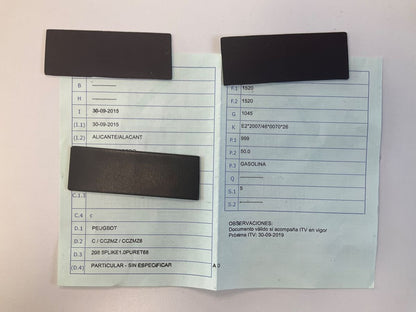 B
H
I 30-09-2015
(I.1) 30-09-2015
(I.2) ALICANTE/ALACANT
C.1.3
C.4 c
D.1 PEUGEOT
D.2 C / CCZMZ / CCZMZ6
D.3 208 5PLIKE1.0PURET68
(D.4) PARTICULAR - SIN ESPECIFICAR
A 0
F.1 1520
F.2 1520
G 1045
K E2*2007/46*0070*26
P.1 999
P.2 50.0
P.3 GASOLINA
Q
S.1 5
S.2
OBSERVACIONES:
Documento válido si acompaña ITV en vigor
Próxima ITV: 30-09-2019